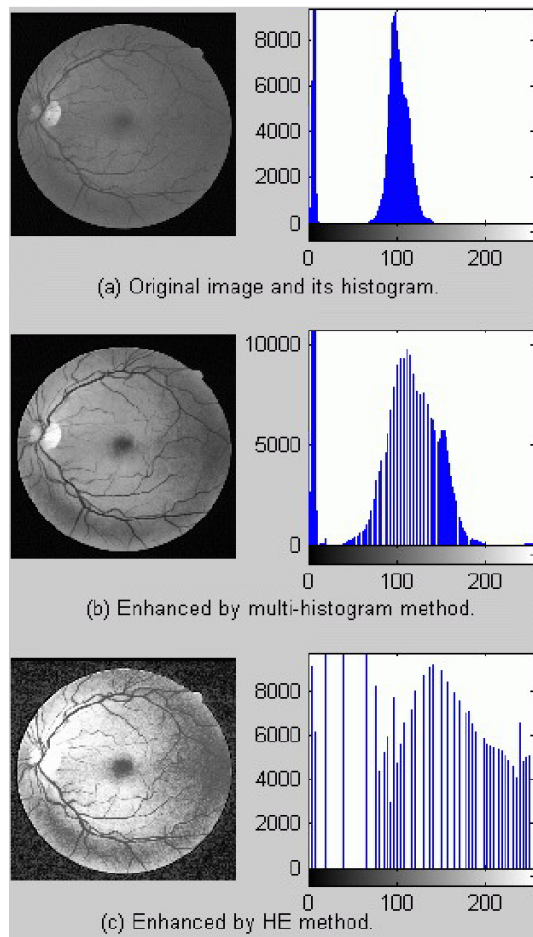 8000
6000
4000
2000
0
0 100 200
(a) Original image and its histogram.
10000
5000
0
0 100 200
(b) Enhanced by multi-histogram method.
8000
6000
4000
2000
0
0 100 200
(c) Enhanced by HE method.